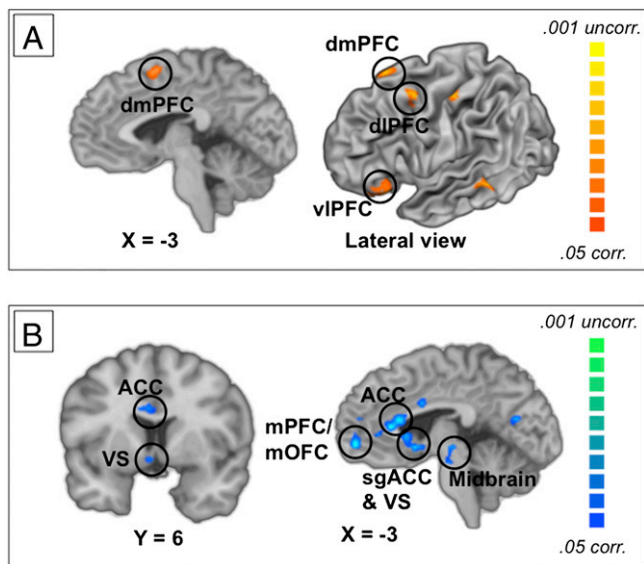 A
.001 uncorr.
dmPFC
dmPFC
dlPFC
vlPFC
X = -3
Lateral view
.05 corr.
B
.001 uncorr.
ACC
VS
Y = 6
ACC
mPFC/
mOFC
sgACC
& VS
Midbrain
X = -3
.05 corr.